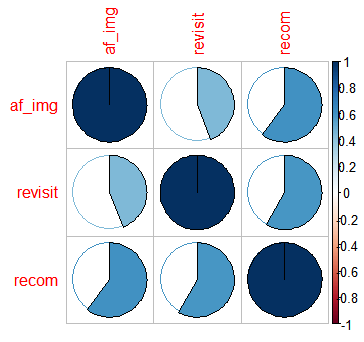 af_img
revisit
recom
af_img
revisit
recom
1
0.8
0.6
0.4
0.2
0
-0.2
-0.4
-0.6
-0.8
-1